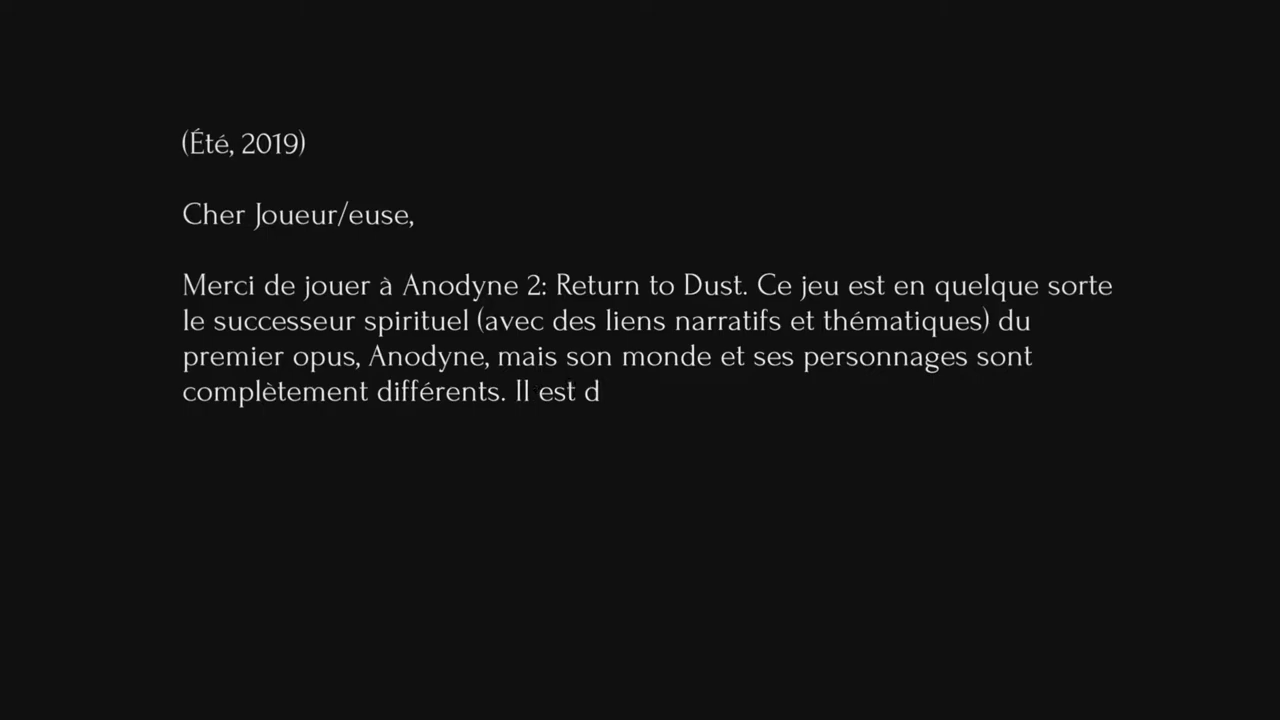 (Été, 2019)
Cher Joueur/euse,
Merci de jouer à Anodyne 2: Return to Dust. Ce jeu est en quelque sorte
le successeur spirituel (avec des liens narratifs et thématiques) du
premier opus, Anodyne, mais son monde et ses personnages sont
complètement différents. Il est d